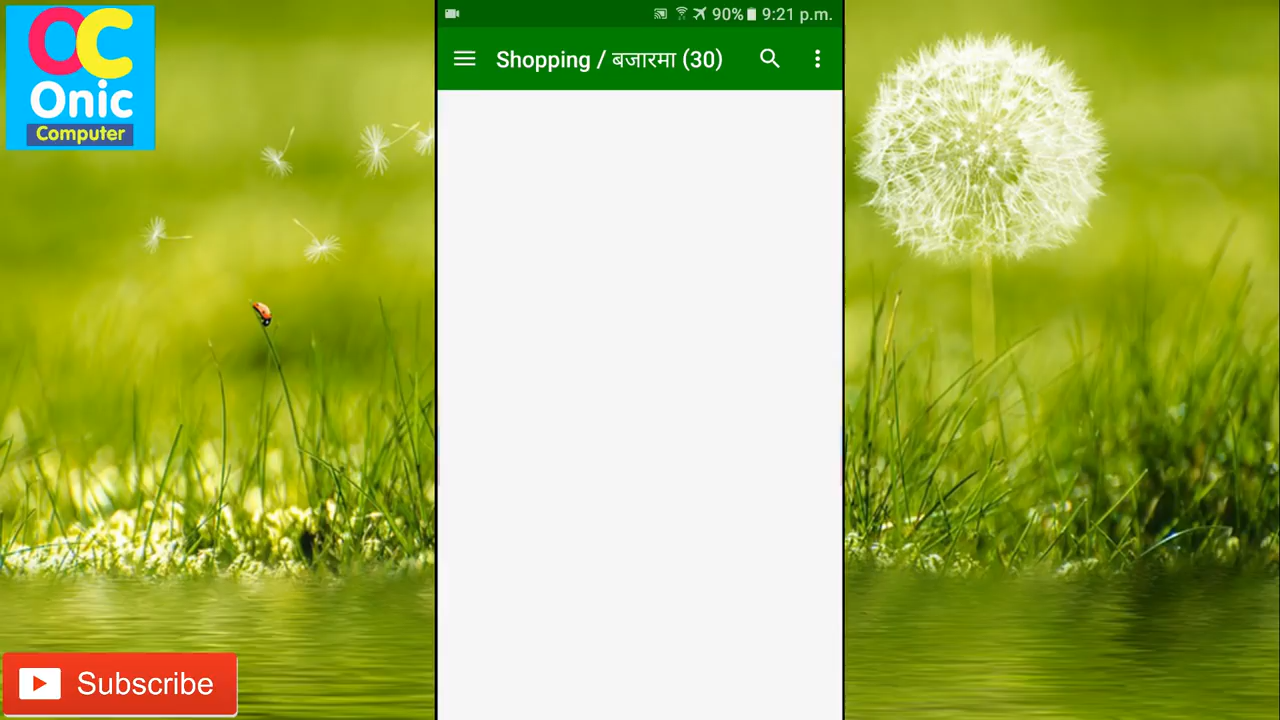 OC
Onic
Computer
90% 9:21 p.m.
Shopping / बजारमा (30)
Subscribe